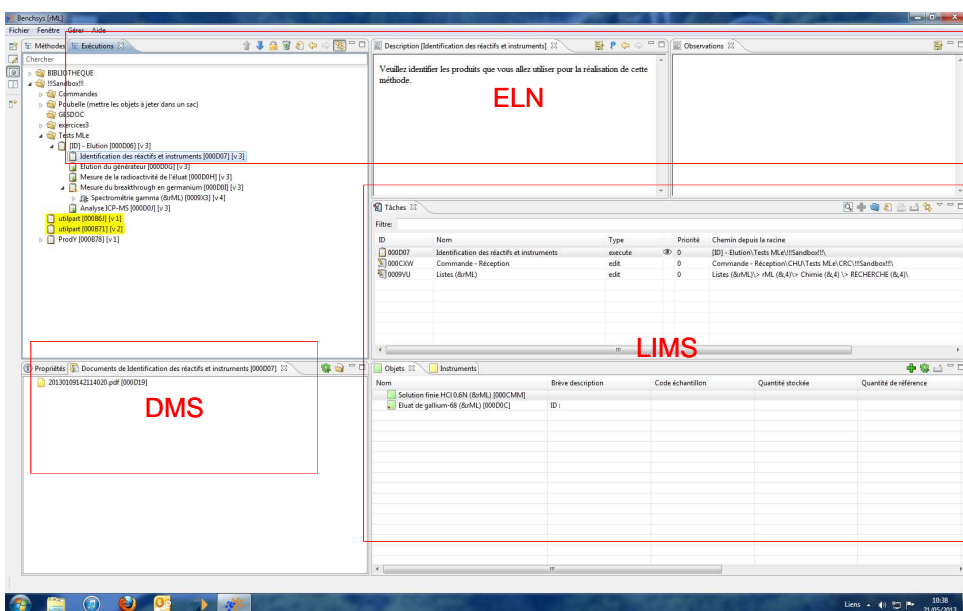 Benchsys [rML]
Fichier Fenêtre Gérer Aide
Méthodes Exécutions
Chercher
BIBLIOTHEQUE
!!!Sandbox!!!
Commandes
Poubelle (mettre les objets à jeter dans un sac)
GESDOC
exercices3
Tests MLe
[ID] - Elution [000D06] [v 3]
Identification des réactifs et instruments [000D07] [v 3]
Elution du générateur [000D0G] [v 3]
Mesure de la radioactivité de l'éluat [000D0H] [v 3]
Mesure du breakthrough en germanium [000D0I] [v 3]
Spectrométrie gamma (&rML) [0009X3] [v 4]
Analyse ICP-MS [000D0J] [v 3]
utilpart [000B6J] [v 1]
utilpart [000B71] [v 2]
ProdY [000B78] [v 1]
Description [Identification des réactifs et instruments]
Veuillez identifier les produits que vous allez utiliser pour la réalisation de cette
méthode.
ELN
Observations
Tâches
Filtre:
ID Nom Type Priorité Chemin depuis la racine
000D07 Identification des réactifs et instruments execute 0 [ID] - Elution\Tests MLe\!!!Sandbox!!!\
000CXW Commande - Réception edit 0 Commande - Réception\CHU\Tests MLe\CRC\!!!Sandbox!!!\
0009VU Listes (&rML) edit 0 Listes (&rML)\> rML (&,4)\> Chimie (&,4) \> RECHERCHE (&,4)\
LIMS
Propriétés Documents de Identification des réactifs et instruments [000D07]
20130109142114020.pdf [000D19]
DMS
Objets Instruments
Nom Brève description Code échantillon Quantité stockée Quantité de référence
Solution finie HCl 0.6N (&rML) [000CMM]
Eluat de gallium-68 (&rML) [000D0C] ID :
Liens 10:38
21/05/2013